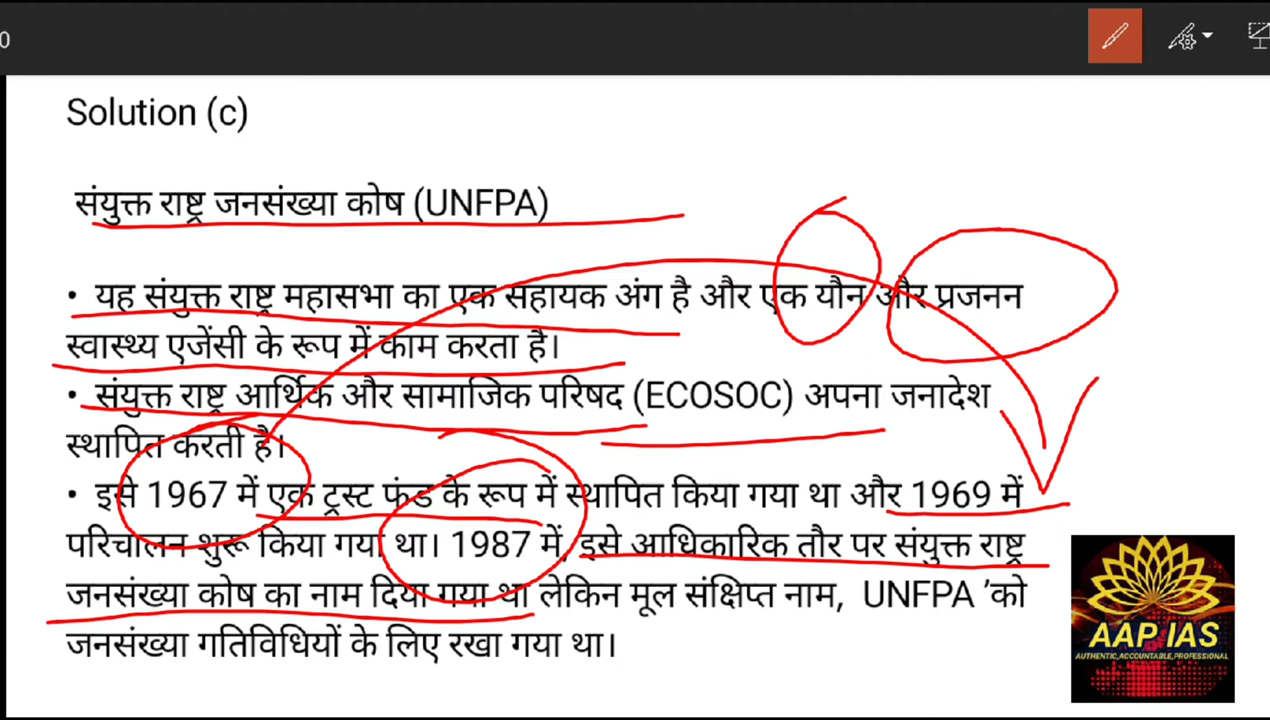 0
Solution (c)
संयुक्त राष्ट्र जनसंख्या कोष (UNFPA)
• यह संयुक्त राष्ट्र महासभा का एक सहायक अंग है और एक यौन और प्रजनन
स्वास्थ्य एजेंसी के रूप में काम करता है।
• संयुक्त राष्ट्र आर्थिक और सामाजिक परिषद (ECOSOC) अपना जनादेश
स्थापित करती है।
• इसे 1967 में एक ट्रस्ट फंड के रूप में स्थापित किया गया था और 1969 में
परिचालन शुरू किया गया था। 1987 में, इसे आधिकारिक तौर पर संयुक्त राष्ट्र
जनसंख्या कोष का नाम दिया गया था लेकिन मूल संक्षिप्त नाम, UNFPA ’को
जनसंख्या गतिविधियों के लिए रखा गया था।
AAP IAS
AUTHENTIC,ACCOUNTABLE,PROFESSIONAL